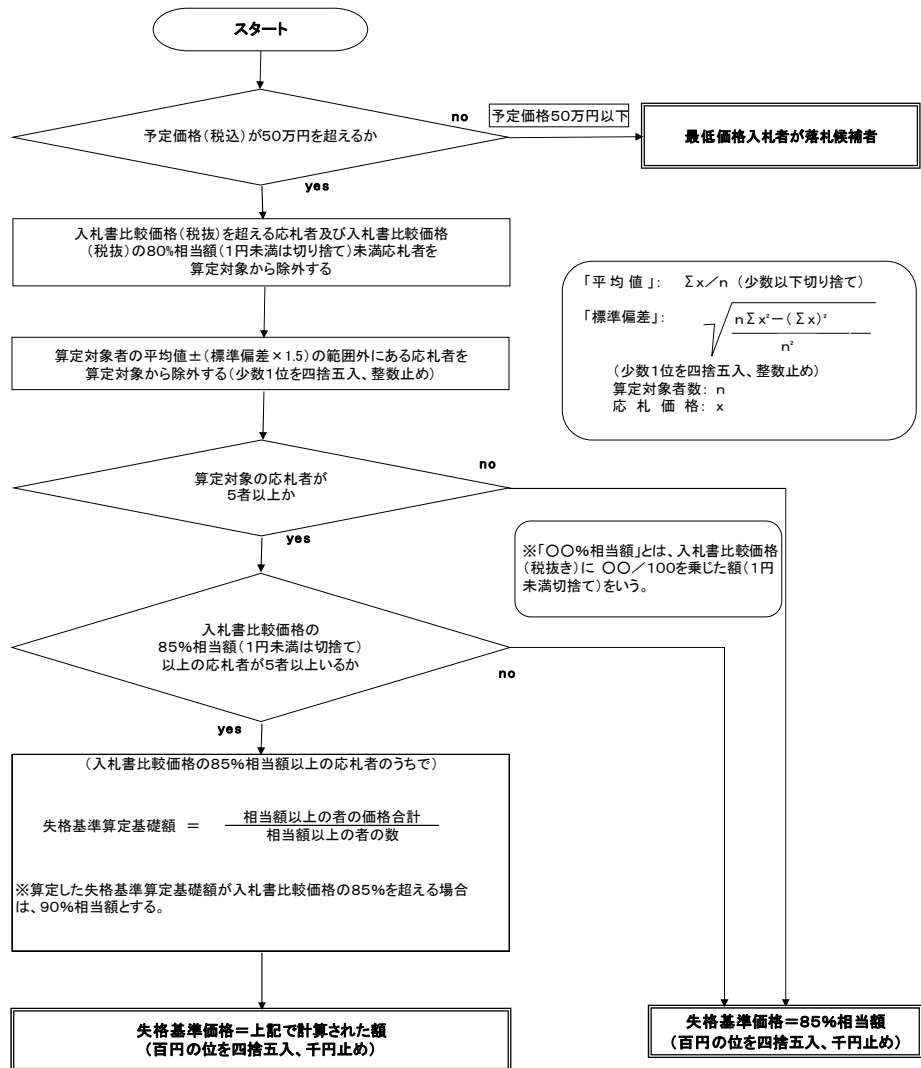 スタート
予定価格(税込)が50万円を超えるか
no
予定価格50万円以下
最低価格入札者が落札候補者
yes
入札書比較価格(税抜)を超える応札者及び入札書比較価格
(税抜)の80%相当額(1円未満は切り捨て)未満応札者を
算定対象から除外する
算定対象者の平均値±(標準偏差×1.5)の範囲外にある応札者を
算定対象から除外する(少数1位を四捨五入、整数止め)
「平均値」: Σx/n (少数以下切り捨て)
「標準偏差」: √
nΣx²-(Σx)²
n²
(少数1位を四捨五入、整数止め)
算定対象者数: n
応札価格: x
算定対象の応札者が
5者以上か
no
yes
※「○○%相当額」とは、入札書比較価格
(税抜き)に ○○/100を乗じた額(1円
未満切捨て)をいう。
入札書比較価格の
85%相当額(1円未満は切捨て)
以上の応札者が5者以上いるか
no
yes
(入札書比較価格の85%相当額以上の応札者のうちで)
失格基準算定基礎額 =
相当額以上の者の価格合計
相当額以上の者の数
※算定した失格基準算定基礎額が入札書比較価格の85%を超える場合
は、90%相当額とする。
失格基準価格=上記で計算された額
(百円の位を四捨五入、千円止め)
失格基準価格=85%相当額
(百円の位を四捨五入、千円止め)